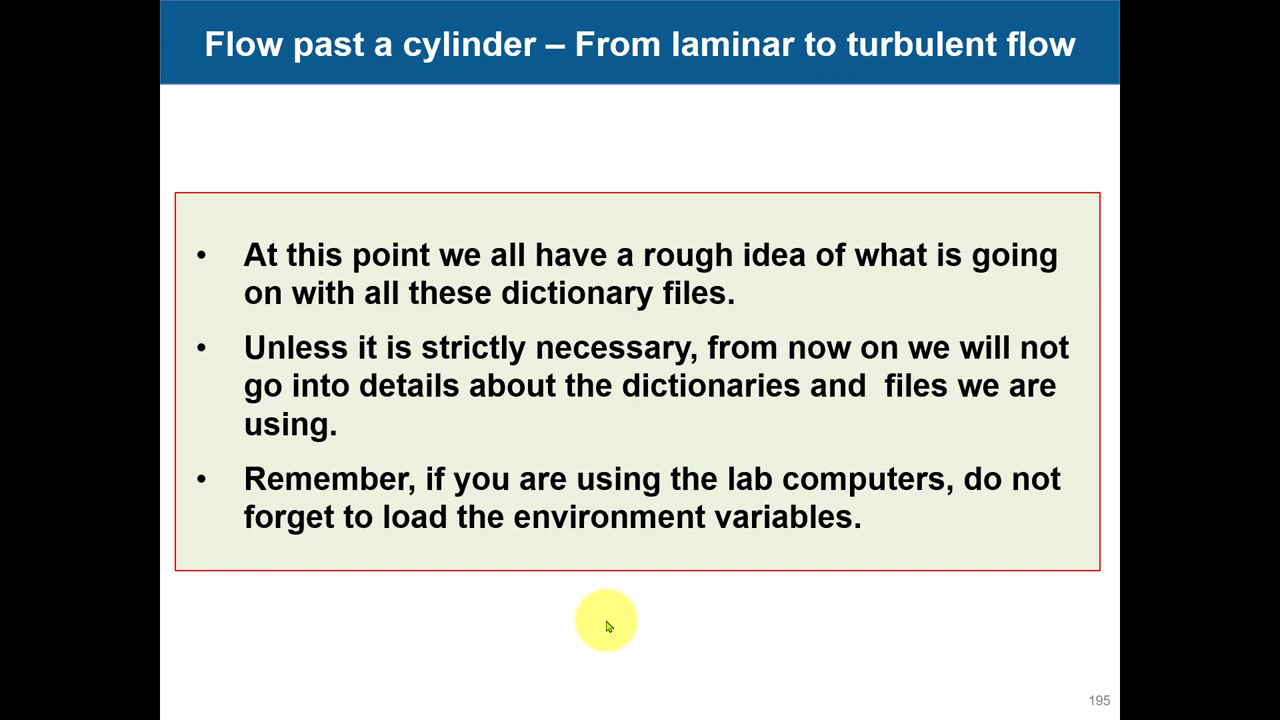 Flow past a cylinder – From laminar to turbulent flow
• At this point we all have a rough idea of what is going
on with all these dictionary files.
• Unless it is strictly necessary, from now on we will not
go into details about the dictionaries and  files we are
using.
• Remember, if you are using the lab computers, do not
forget to load the environment variables.
195